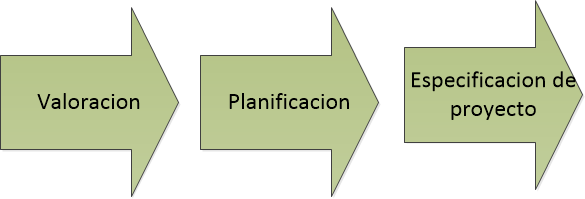 Valoracion
Planificacion
Especificacion de
proyecto